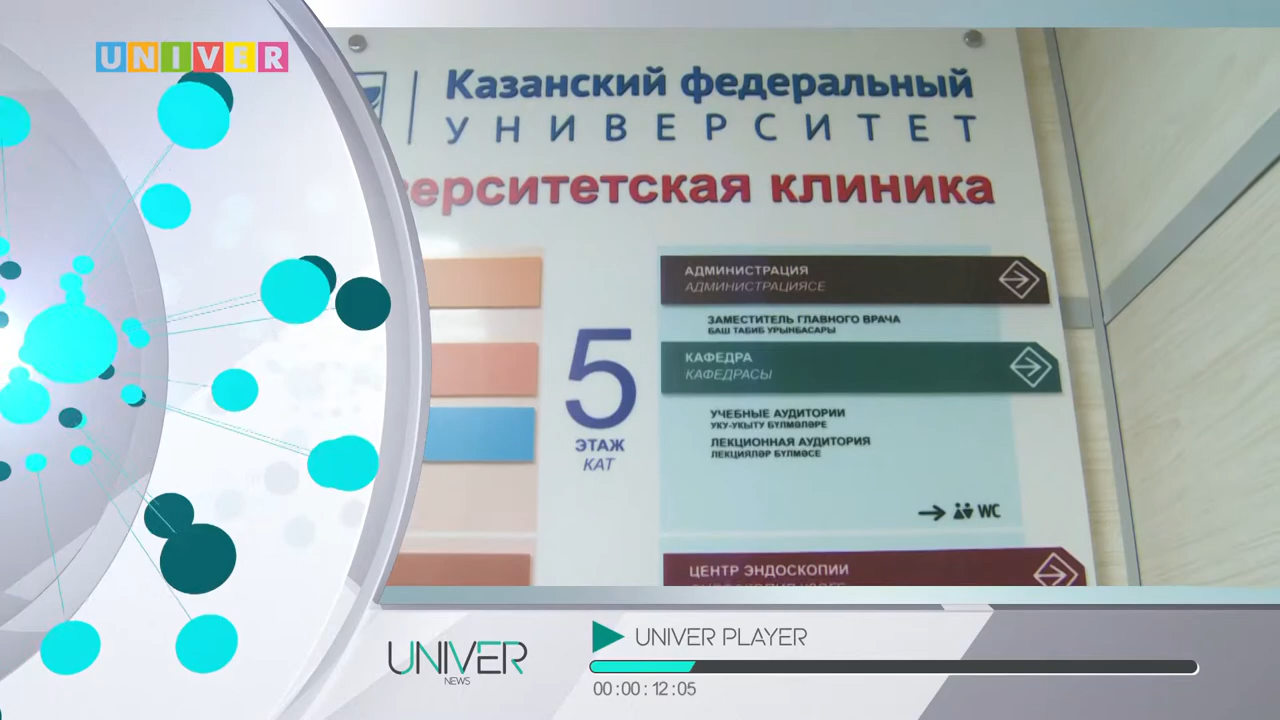 UNIVER
Казанский федеральный
УНИВЕРСИТЕТ
верситетская клиника
АДМИНИСТРАЦИЯ
АДМИНИСТРАЦИЯСЕ
ЗАМЕСТИТЕЛЬ ГЛАВНОГО ВРАЧА
БАШ ТАБИБ УРЫНБАСАРЫ
5
ЭТАЖ
КАТ
КАФЕДРА
КАФЕДРАСЫ
УЧЕБНЫЕ АУДИТОРИИ
УКУ-УКЫТУ БҮЛМӘЛӘРЕ
ЛЕКЦИОННАЯ АУДИТОРИЯ
ЛЕКЦИЯЛӘР БҮЛМӘСЕ
WC
ЦЕНТР ЭНДОСКОПИИ
UNIVER
NEWS
UNIVER PLAYER
00:00:12:05